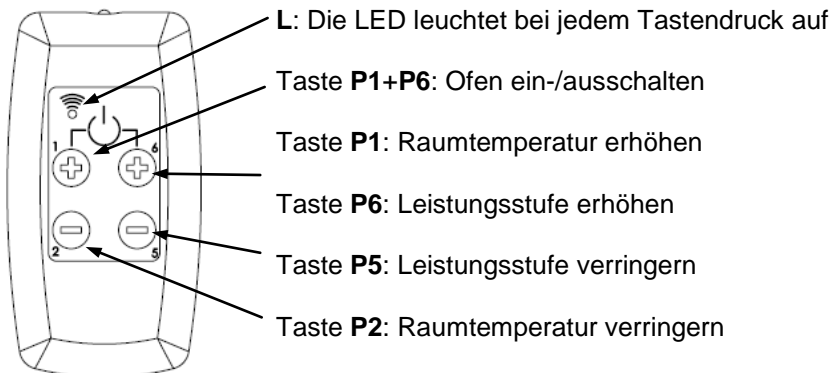 L: Die LED leuchtet bei jedem Tastendruck auf
Taste P1+P6: Ofen ein-/ausschalten
1 6
Taste P1: Raumtemperatur erhöhen
Taste P6: Leistungsstufe erhöhen
2 5
Taste P5: Leistungsstufe verringern
Taste P2: Raumtemperatur verringern